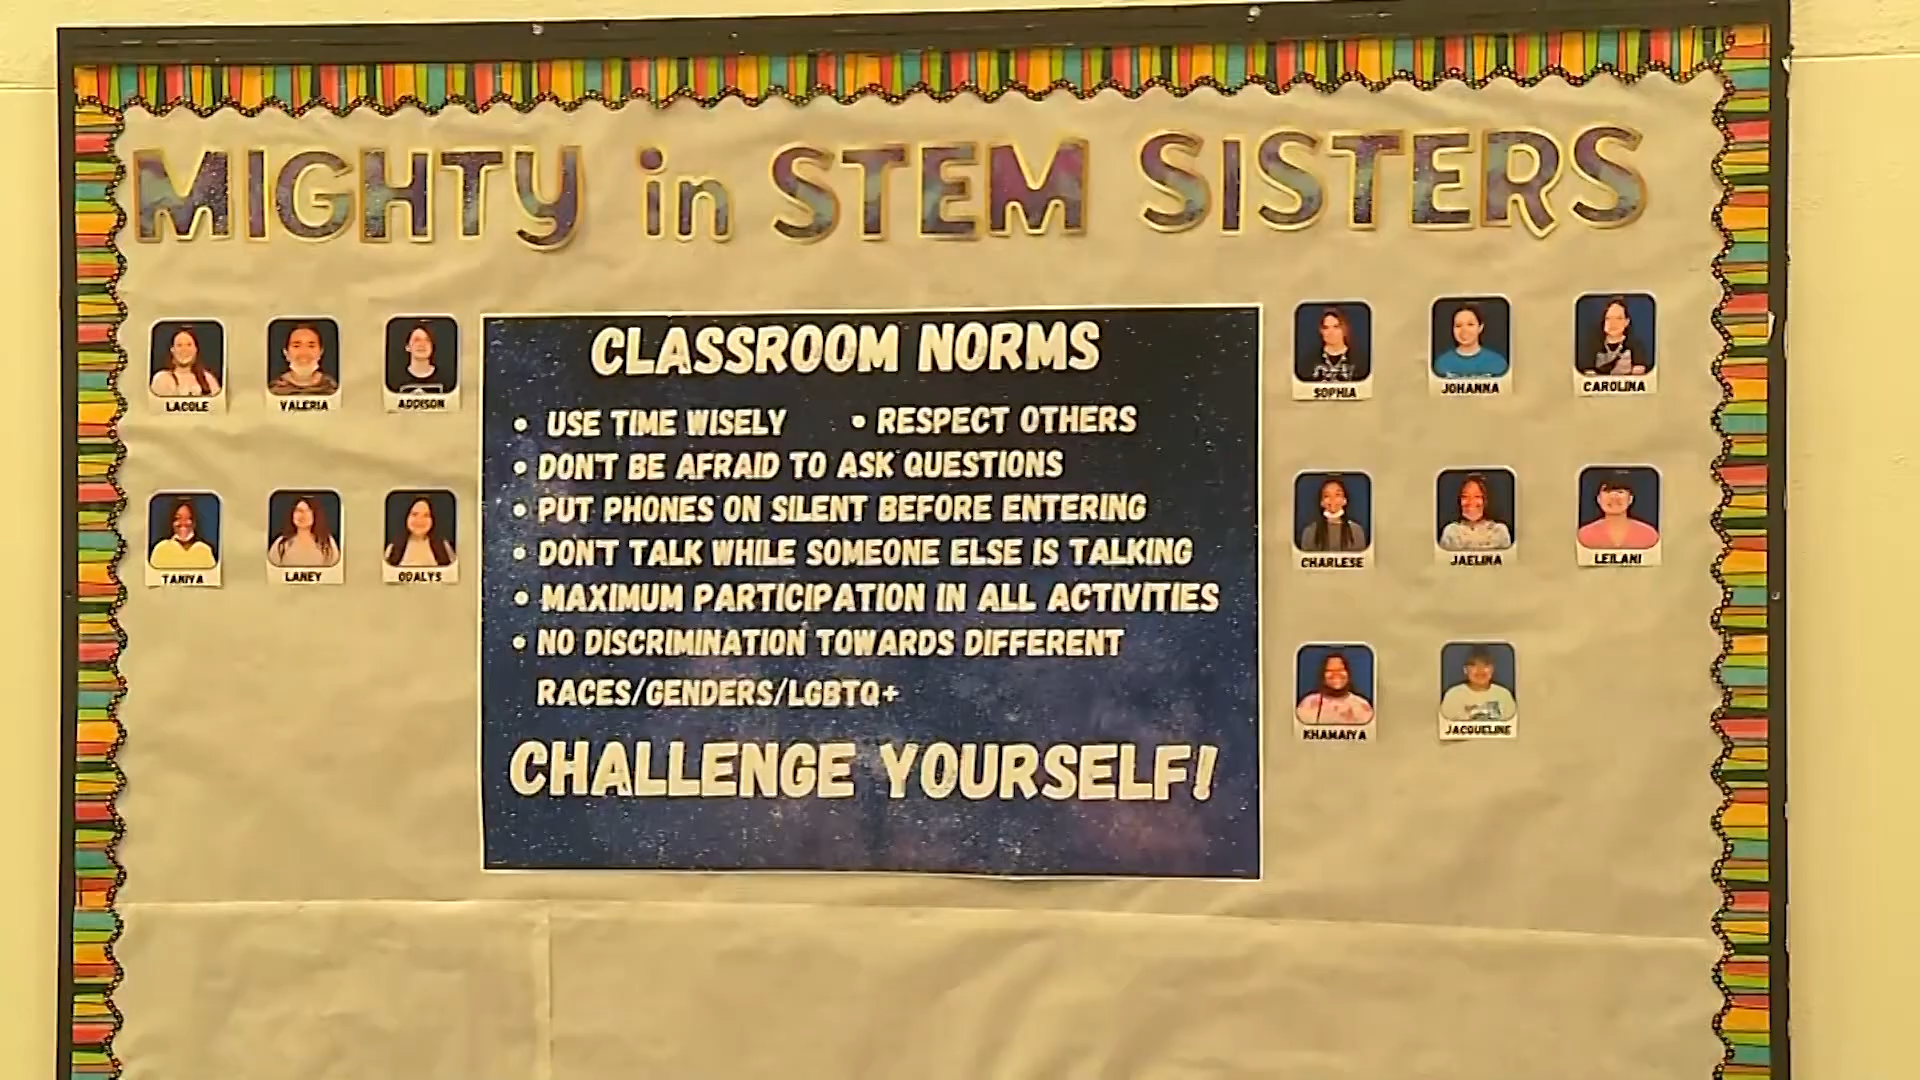 MIGHTY in STEM SISTERS
LACOLE
VALERIA
ADDISON
TANIYA
LANEY
ODALYS
CLASSROOM NORMS
• USE TIME WISELY • RESPECT OTHERS
• DON'T BE AFRAID TO ASK QUESTIONS
• PUT PHONES ON SILENT BEFORE ENTERING
• DON'T TALK WHILE SOMEONE ELSE IS TALKING
• MAXIMUM PARTICIPATION IN ALL ACTIVITIES
• NO DISCRIMINATION TOWARDS DIFFERENT
RACES/GENDERS/LGBTQ+
CHALLENGE YOURSELF!
SOPHIA
JOHANNA
CAROLINA
CHARLESE
JAELINA
LEILANI
KHAMAIYA
JACQUELINE